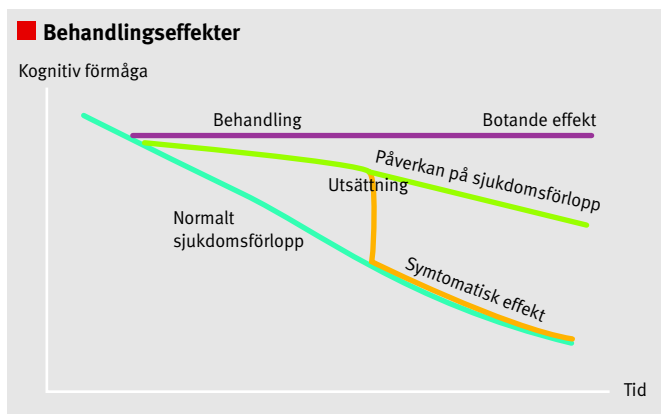 Behandlingseffekter
Kognitiv förmåga
Behandling
Botande effekt
Påverkan på sjukdomsförlopp
Utsättning
Normalt
sjukdomsförlopp
Symtomatisk effekt
Tid